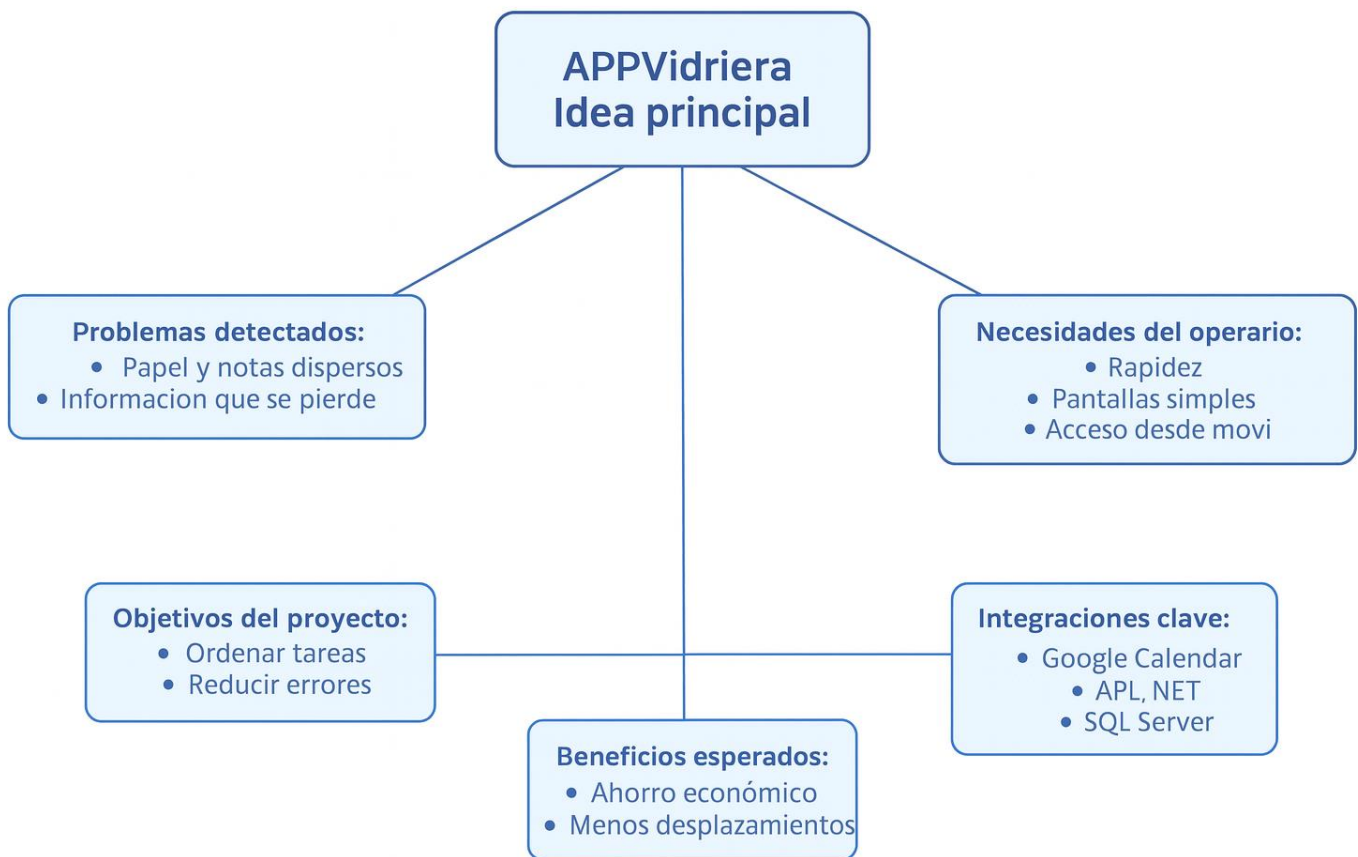 APPVidriera
Idea principal
Problemas detectados:
• Papel y notas dispersos
• Informacion que se pierde
Necesidades del operario:
• Rapidez
• Pantallas simples
• Acceso desde movi
Objetivos del proyecto:
• Ordenar tareas
• Reducir errores
Integraciones clave:
• Google Calendar
• APL, NET
• SQL Server
Beneficios esperados:
• Ahorro económico
• Menos desplazamientos